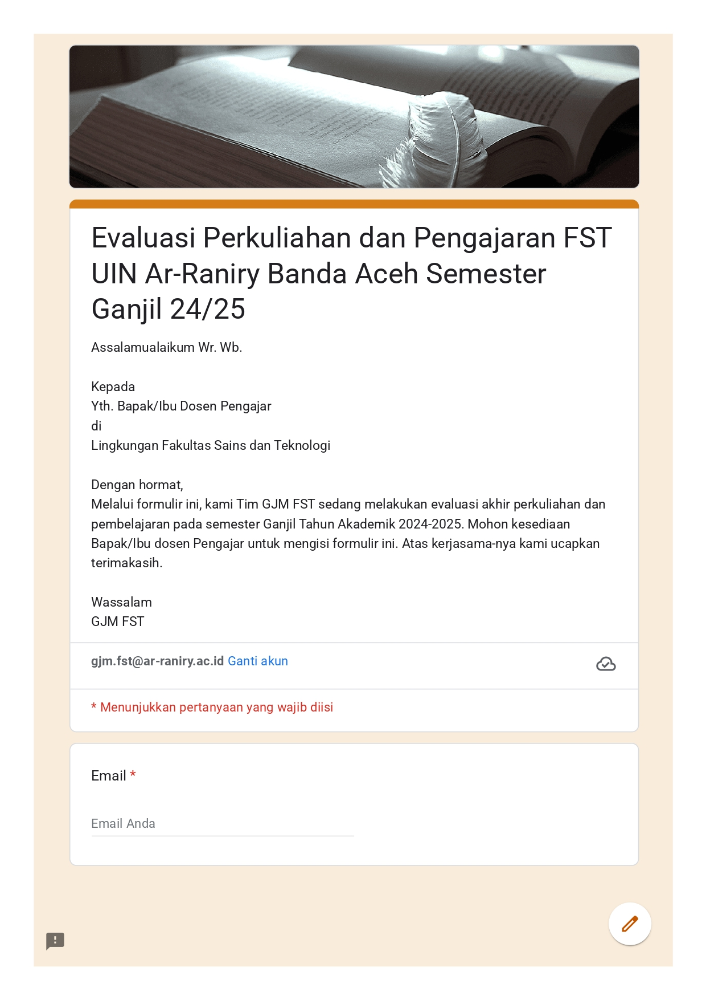 Evaluasi Perkuliahan dan Pengajaran FST
UIN Ar-Raniry Banda Aceh Semester
Ganjil 24/25
Assalamualaikum Wr. Wb.
Kepada
Yth. Bapak/Ibu Dosen Pengajar
di
Lingkungan Fakultas Sains dan Teknologi
Dengan hormat,
Melalui formulir ini, kami Tim GJM FST sedang melakukan evaluasi akhir perkuliahan dan
pembelajaran pada semester Ganjil Tahun Akademik 2024-2025. Mohon kesediaan
Bapak/Ibu dosen Pengajar untuk mengisi formulir ini. Atas kerjasama-nya kami ucapkan
terimakasih.
Wassalam
GJM FST
gjm.fst@ar-raniry.ac.id Ganti akun
* Menunjukkan pertanyaan yang wajib diisi
Email *
Email Anda